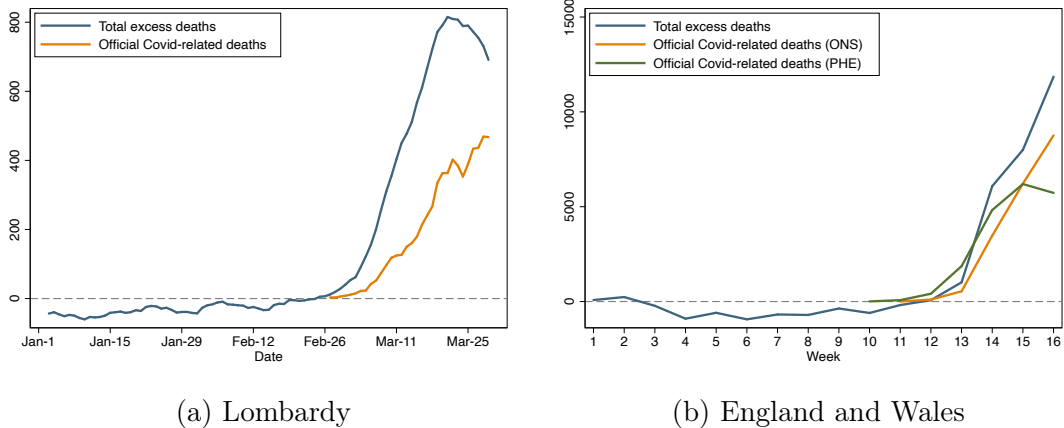 Total excess deaths
Official Covid-related deaths
800
600
400
200
0
Jan-1 Jan-15 Jan-29 Feb-12 Feb-26 Mar-11 Mar-25
Date
(a) Lombardy
Total excess deaths
Official Covid-related deaths (ONS)
Official Covid-related deaths (PHE)
15000
10000
5000
0
1 2 3 4 5 6 7 8 9 10 11 12 13 14 15 16
Week
(b) England and Wales